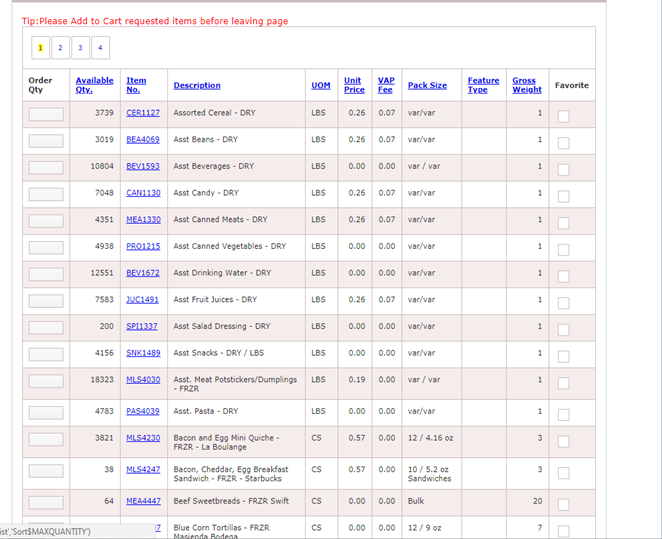 Tip:Please Add to Cart requested items before leaving page
1 2 3 4
Order Qty Available Qty. Item No. Description UOM Unit Price VAP Fee Pack Size Feature Type Gross Weight Favorite
3739 CER1127 Assorted Cereal - DRY LBS 0.26 0.07 var/var 1
3019 BEA4069 Asst Beans - DRY LBS 0.26 0.07 var/var 1
10804 BEV1593 Asst Beverages - DRY LBS 0.00 0.00 var / var 1
7048 CAN1130 Asst Candy - DRY LBS 0.26 0.07 var/var 1
4351 MEA1330 Asst Canned Meats - DRY LBS 0.26 0.07 var/var 1
4938 PRO1215 Asst Canned Vegetables - DRY LBS 0.00 0.00 var/var 1
12551 BEV1672 Asst Drinking Water - DRY LBS 0.00 0.00 var/var 1
7583 JUC1491 Asst Fruit Juices - DRY LBS 0.26 0.07 var/var 1
200 SPI1337 Asst Salad Dressing - DRY LBS 0.00 0.00 var/var 1
4156 SNK1489 Asst Snacks - DRY / LBS LBS 0.00 0.00 var/var 1
18323 MLS4030 Asst. Meat Potstickers/Dumplings - FRZR LBS 0.19 0.00 var / var 1
4783 PAS4039 Asst. Pasta - DRY LBS 0.00 0.00 var/var 1
3821 MLS4230 Bacon and Egg Mini Quiche - FRZR - La Boulange CS 0.57 0.00 12 / 4.16 oz 3
38 MLS4247 Bacon, Cheddar, Egg Breakfast Sandwich - FRZR - Starbucks CS 0.57 0.00 10 / 5.2 oz Sandwiches 3
64 MEA4447 Beef Sweetbreads - FRZR Swift CS 0.00 0.00 Bulk 20
ist','Sort$MAXQUANTITY') 7 Blue Corn Tortillas - FRZR Masienda Bodega CS 0.00 0.00 12 / 9 oz 7